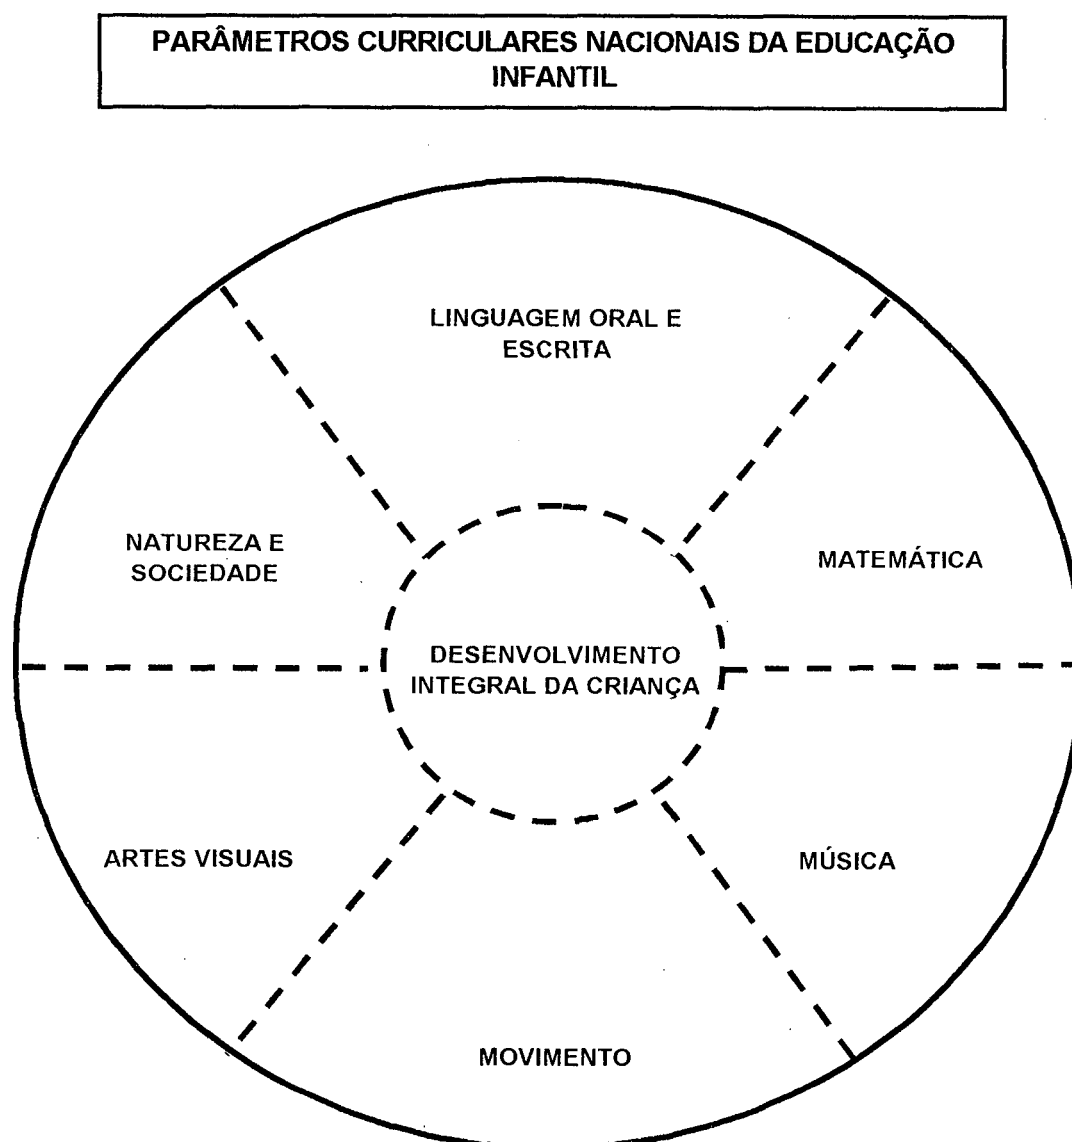 PARÂMETROS CURRICULARES NACIONAIS DA EDUCAÇÃO
INFANTIL
LINGUAGEM ORAL E
ESCRITA
NATUREZA E
SOCIEDADE
MATEMÁTICA
DESENVOLVIMENTO
INTEGRAL DA CRIANÇA
ARTES VISUAIS
MÚSICA
MOVIMENTO